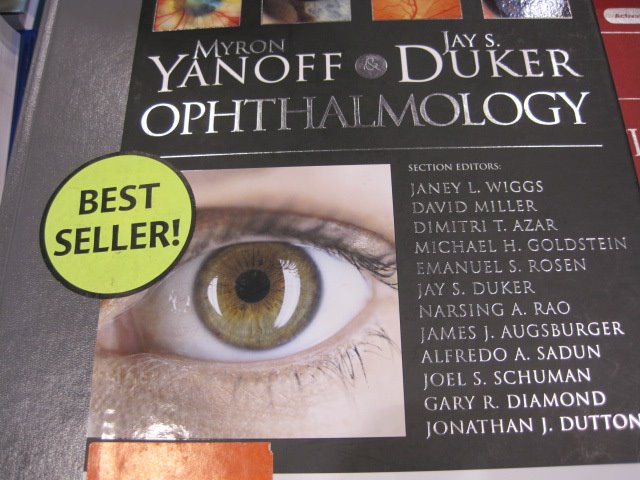 MYRON JAY S.
YANOFF & DUKER
OPHTHALMOLOGY
BEST
SELLER!
SECTION EDITORS:
JANEY L. WIGGS
DAVID MILLER
DIMITRI T. AZAR
MICHAEL H. GOLDSTEIN
EMANUEL S. ROSEN
JAY S. DUKER
NARSING A. RAO
JAMES J. AUGSBURGER
ALFREDO A. SADUN
JOEL S. SCHUMAN
GARY R. DIAMOND
JONATHAN J. DUTTON